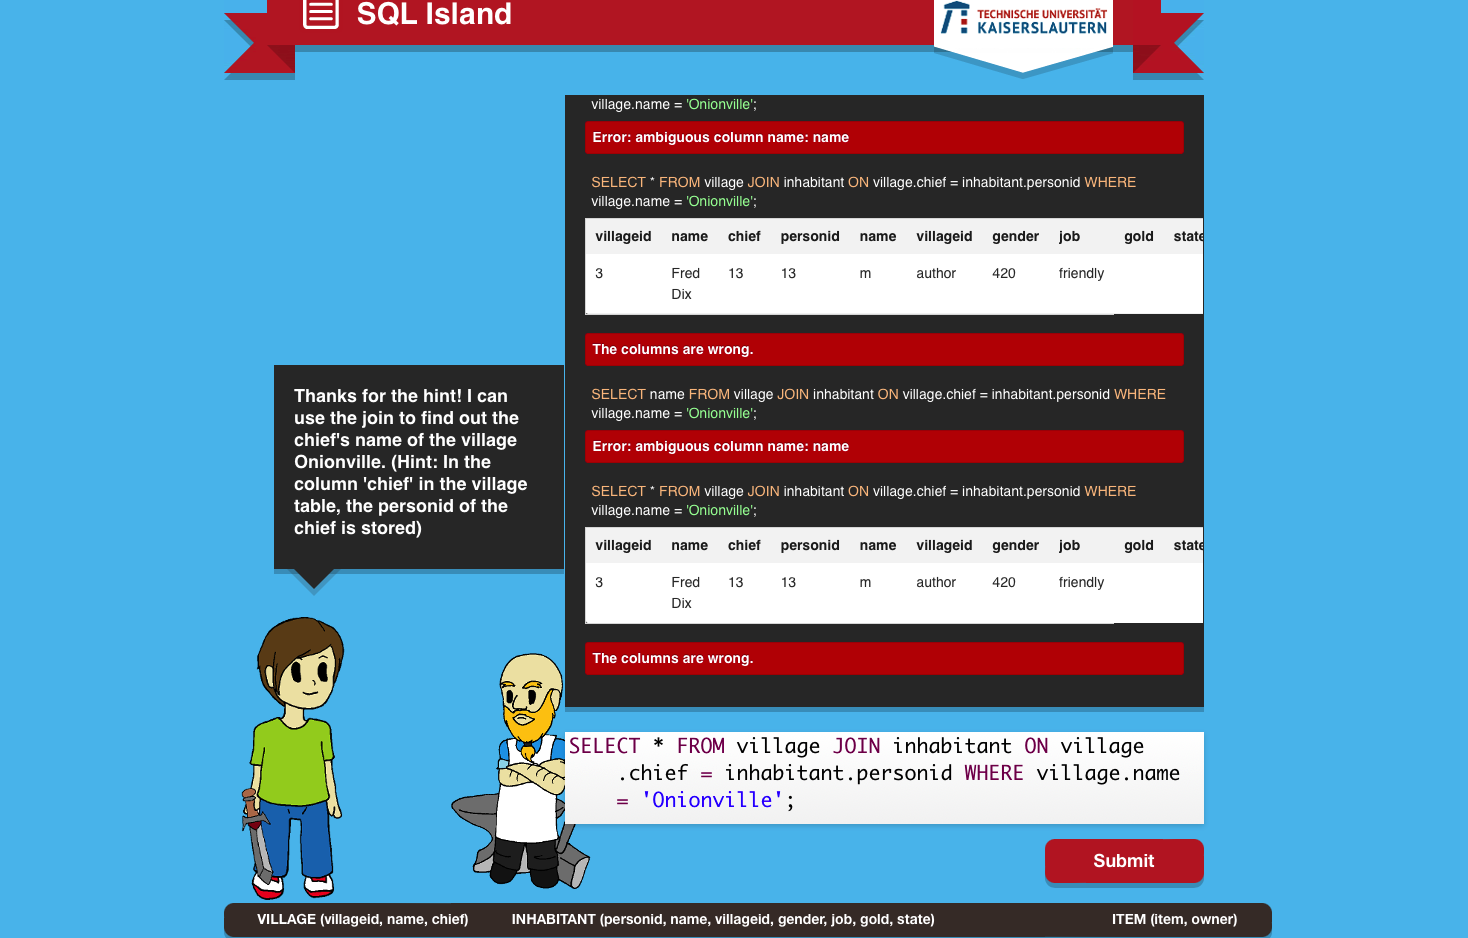 SQL Island
TECHNISCHE UNIVERSITÄT
KAISERSLAUTERN
village.name = 'Onionville';
Error: ambiguous column name: name
SELECT * FROM village JOIN inhabitant ON village.chief = inhabitant.personid WHERE
village.name = 'Onionville';
villageid name chief personid name villageid gender job gold state
3 Fred 13 13 m author 420 friendly
Dix
The columns are wrong.
SELECT name FROM village JOIN inhabitant ON village.chief = inhabitant.personid WHERE
village.name = 'Onionville';
Error: ambiguous column name: name
SELECT * FROM village JOIN inhabitant ON village.chief = inhabitant.personid WHERE
village.name = 'Onionville';
villageid name chief personid name villageid gender job gold state
3 Fred 13 13 m author 420 friendly
Dix
The columns are wrong.
Thanks for the hint! I can
use the join to find out the
chief's name of the village
Onionville. (Hint: In the
column 'chief' in the village
table, the personid of the
chief is stored)
SELECT * FROM village JOIN inhabitant ON village
.chief = inhabitant.personid WHERE village.name
= 'Onionville';
Submit
VILLAGE (villageid, name, chief) INHABITANT (personid, name, villageid, gender, job, gold, state) ITEM (item, owner)